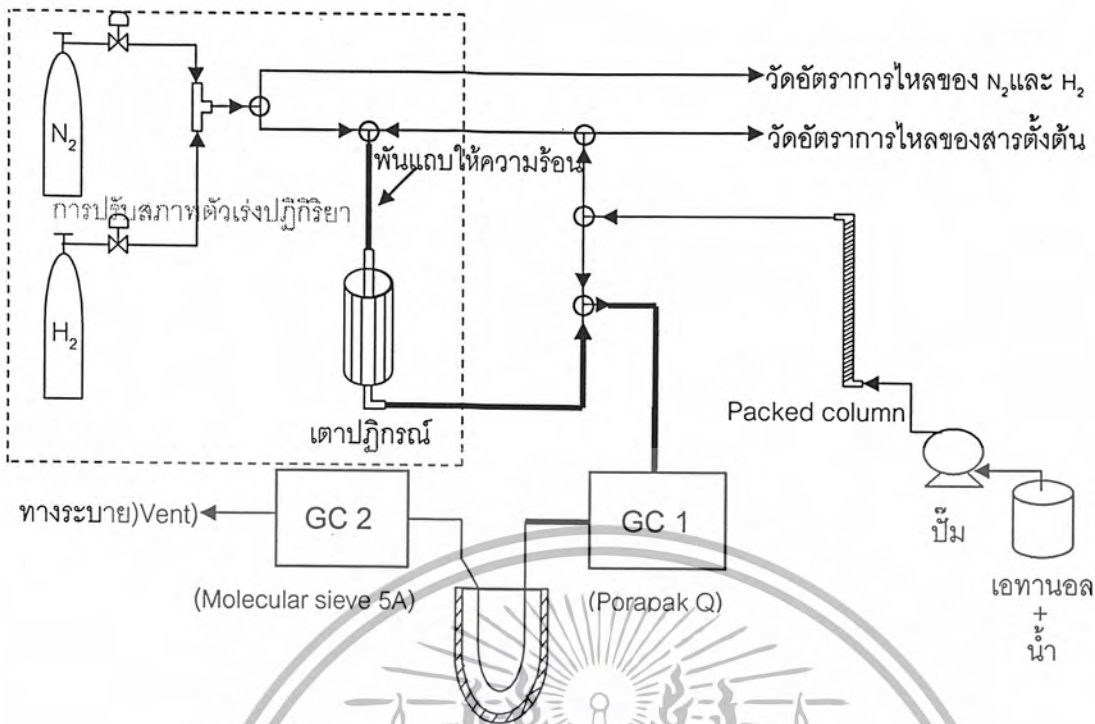 N₂
วัดอัตราการไหลของ N₂และ H₂
วัดอัตราการไหลของสารตั้งต้น
พันแถบให้ความร้อน
การปรับสภาพตัวเร่งปฏิกิริยา
H₂
เตาปฏิกรณ์
Packed column
ทางระบาย)Vent)
GC 2
GC 1
ปั๊ม
(Molecular sieve 5A)
(Porapak Q)
เอทานอล
+
น้ำ